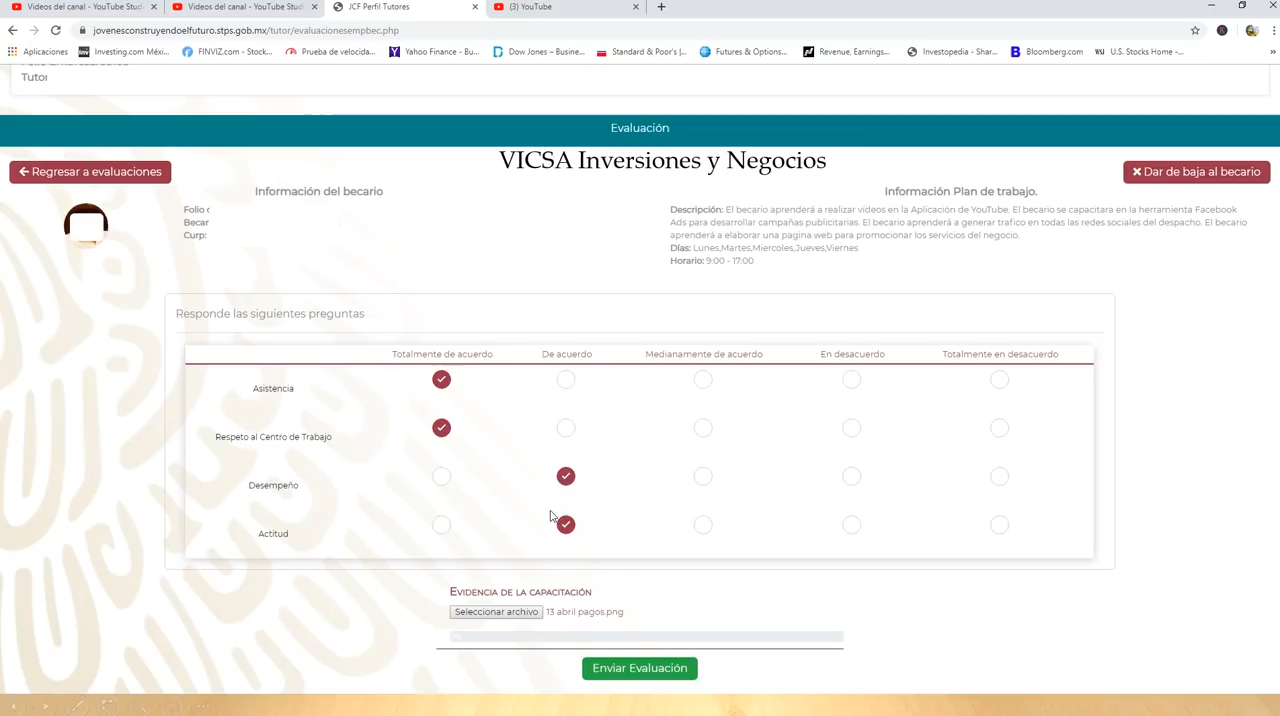 Videos del canal - YouTube Stud
Videos del canal - YouTube Studi
JCF Perfil Tutores
(3) YouTube
jovenesconstruyendoelfuturo.stps.gob.mx/tutor/evaluacionesempbec.php
Aplicaciones
Investing.com Méxi...
FINVIZ.com - Stock...
Prueba de velocida...
Yahoo Finance - Bu...
Dow Jones – Busine...
Standard & Poor's |...
Futures & Options...
Revenue, Earnings...
Investopedia - Shar...
Bloomberg.com
U.S. Stocks Home -...
Tutor
Evaluación
VICSA Inversiones y Negocios
Regresar a evaluaciones
Dar de baja al becario
Información del becario
Información Plan de trabajo.
Folio
Becar
Curp:
Descripción: El becario aprenderá a realizar vídeos en la Aplicación de YouTube. El becario se capacitara en la herramienta Facebook
Ads para desarrollar campañas publicitarias. El becario aprenderá a generar trafico en todas las redes sociales del despacho. El becario
aprenderá a elaborar una pagina web para promocionar los servicios del negocio.
Días: Lunes,Martes,Miercoles,Jueves,Viernes
Horario: 9:00 - 17:00
Responde las siguientes preguntas
Totalmente de acuerdo
De acuerdo
Medianamente de acuerdo
En desacuerdo
Totalmente en desacuerdo
Asistencia
Respeto al Centro de Trabajo
Desempeño
Actitud
EVIDENCIA DE LA CAPACITACIÓN
Seleccionar archivo 13 abril pagos.png
Enviar Evaluación